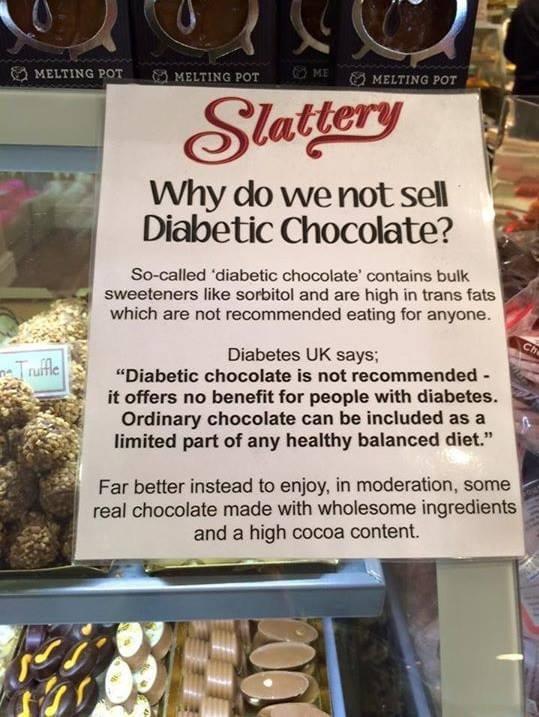 MELTING POT
MELTING POT
ME
MELTING POT
Slattery
Why do we not sell
Diabetic Chocolate?
So-called 'diabetic chocolate' contains bulk
sweeteners like sorbitol and are high in trans fats
which are not recommended eating for anyone.
Diabetes UK says;
"Diabetic chocolate is not recommended -
it offers no benefit for people with diabetes.
Ordinary chocolate can be included as a
limited part of any healthy balanced diet."
Far better instead to enjoy, in moderation, some
real chocolate made with wholesome ingredients
and a high cocoa content.
Truffle